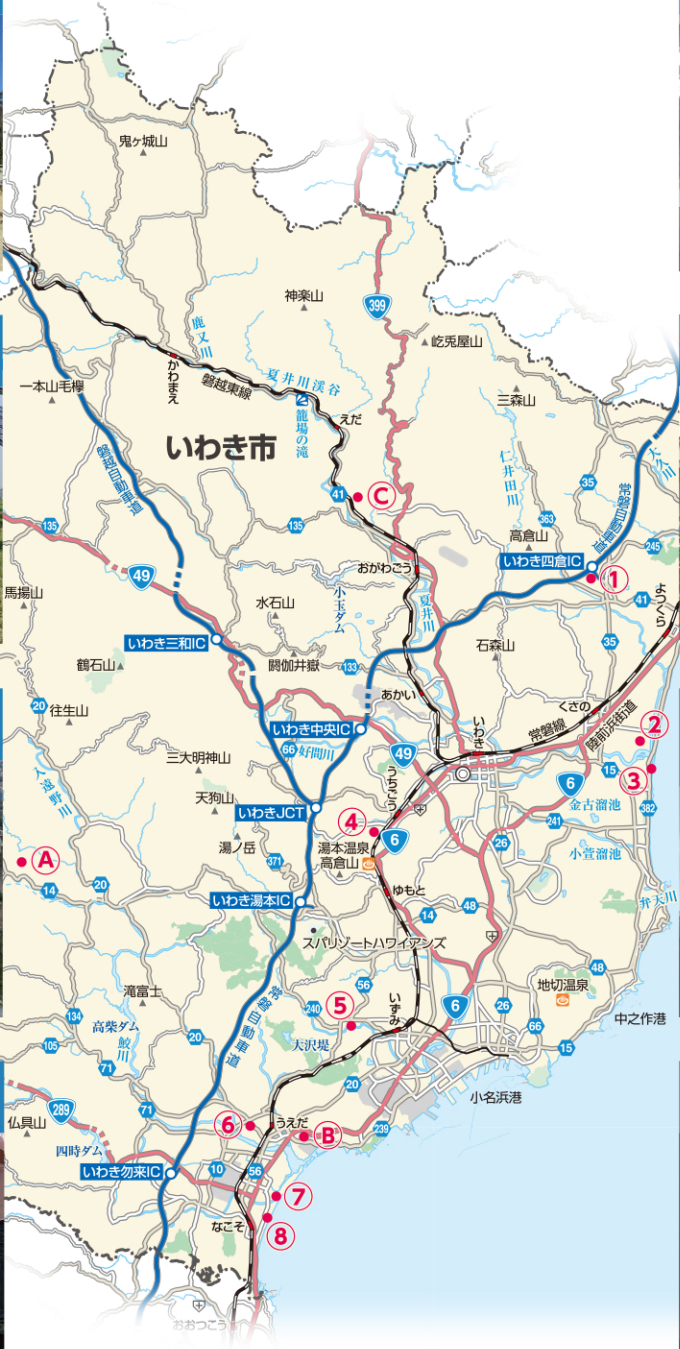 鬼ヶ城山
神楽山
399
屹兎屋山
鹿又川
かわまえ
磐越東線
夏井川渓谷
籠場の滝
えだ
一本山毛欅
三森山
いわき市
磐越自動車道
仁井田川
大久川
41
C
35
常磐自動車道
363
135
135
高倉山
245
49
おがわごう
いわき四倉IC
1
馬揚山
水石山
小玉ダム
夏井川
41
よつくら
いわき三和IC
石森山
35
鶴石山
閼伽井嶽
133
20
往生山
あかい
くさの
いわき中央IC
いわき
常磐線
陸前浜街道
2
66
好間川
49
三大明神山
15
3
入遠野川
天狗山
いわきJCT
うちごう
6
金古溜池
382
4
6
241
湯ノ岳
371
湯本温泉
高倉山
26
小萱溜池
A
14
20
いわき湯本IC
ゆもと
48
14
弁天川
スパリゾートハワイアンズ
48
56
地切温泉
滝富士
240
5
いずみ
6
26
66
中之作港
134
高柴ダム
鮫川
常磐自動車道
大沢堤
15
105
20
71
20
小名浜港
289
71
仏具山
6
うえだ
B
239
四時ダム
いわき勿来IC
10
56
7
なこそ
8
おおつこう